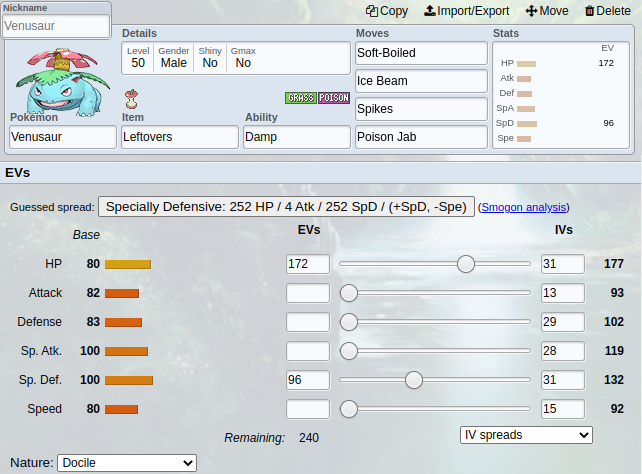 Nickname
Venusaur
Copy Import/Export Move Delete
Details
Level Gender Shiny Gmax
50 Male No No
GRASS POISON
Pokémon Item Ability
Venusaur Leftovers Damp
Moves
Soft-Boiled
Ice Beam
Spikes
Poison Jab
Stats
EV
HP 172
Atk
Def
SpA
SpD 96
Spe
EVs
Guessed spread: Specially Defensive: 252 HP / 4 Atk / 252 SpD / (+SpD, -Spe) (Smogon analysis)
Base EVs IVs
HP 80 172 31 177
Attack 82 13 93
Defense 83 29 102
Sp. Atk. 100 28 119
Sp. Def. 100 96 31 132
Speed 80 15 92
Remaining: 240 IV spreads
Nature: Docile